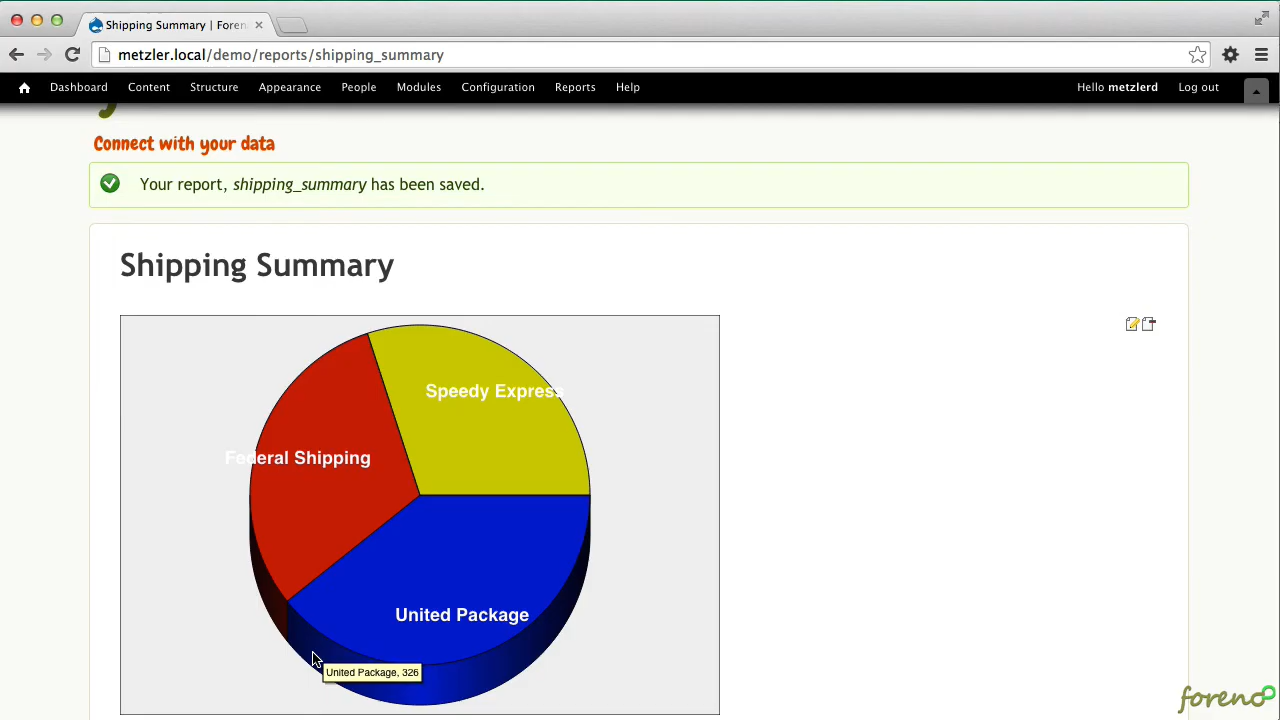 Shipping Summary | Foren
metzler.local/demo/reports/shipping_summary
Dashboard Content Structure Appearance People Modules Configuration Reports Help Hello metzlerd Log out
Connect with your data
Your report, shipping_summary has been saved.
Shipping Summary
Speedy Express
Federal Shipping
United Package
United Package, 326
forena